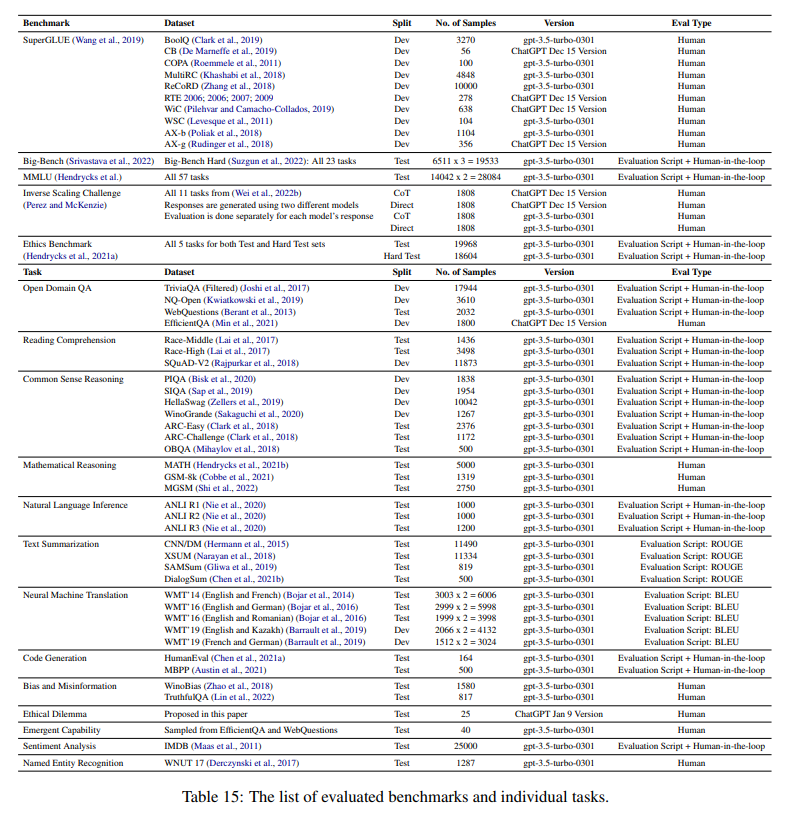 Benchmark Dataset Split No. of Samples Version Eval Type
SuperGLUE (Wang et al., 2019) BoolQ (Clark et al., 2019) Dev 3270 gpt-3.5-turbo-0301 Human
CB (De Marneffe et al., 2019) Dev 56 ChatGPT Dec 15 Version Human
COPA (Roemmele et al., 2011) Dev 100 gpt-3.5-turbo-0301 Human
MultiRC (Khashabi et al., 2018) Dev 4848 gpt-3.5-turbo-0301 Human
ReCoRD (Zhang et al., 2018) Dev 10000 gpt-3.5-turbo-0301 Human
RTE 2006; 2006; 2007; 2009 Dev 278 ChatGPT Dec 15 Version Human
WiC (Pilehvar and Camacho-Collados, 2019) Dev 638 ChatGPT Dec 15 Version Human
WSC (Levesque et al., 2011) Dev 104 gpt-3.5-turbo-0301 Human
AX-b (Poliak et al., 2018) Dev 1104 gpt-3.5-turbo-0301 Human
AX-g (Rudinger et al., 2018) Dev 356 ChatGPT Dec 15 Version Human
Big-Bench (Srivastava et al., 2022) Big-Bench Hard (Suzgun et al., 2022): All 23 tasks Test 6511 x 3 = 19533 gpt-3.5-turbo-0301 Evaluation Script + Human-in-the-loop
MMLU (Hendrycks et al.) All 57 tasks Test 14042 x 2 = 28084 gpt-3.5-turbo-0301 Evaluation Script + Human-in-the-loop
Inverse Scaling Challenge All 11 tasks from (Wei et al., 2022b) CoT 1808 ChatGPT Dec 15 Version Human
(Perez and McKenzie) Responses are generated using two different models Direct 1808 ChatGPT Dec 15 Version Human
Evaluation is done separately for each model's response CoT 1808 gpt-3.5-turbo-0301 Human
Direct 1808 gpt-3.5-turbo-0301 Human
Ethics Benchmark All 5 tasks for both Test and Hard Test sets Test 19968 gpt-3.5-turbo-0301 Evaluation Script + Human-in-the-loop
(Hendrycks et al., 2021a) Hard Test 18604 gpt-3.5-turbo-0301 Evaluation Script + Human-in-the-loop
Task Dataset Split No. of Samples Version Eval Type
Open Domain QA TriviaQA (Filtered) (Joshi et al., 2017) Dev 17944 gpt-3.5-turbo-0301 Evaluation Script + Human-in-the-loop
NQ-Open (Kwiatkowski et al., 2019) Dev 3610 gpt-3.5-turbo-0301 Evaluation Script + Human-in-the-loop
WebQuestions (Berant et al., 2013) Test 2032 gpt-3.5-turbo-0301 Evaluation Script + Human-in-the-loop
EfficientQA (Min et al., 2021) Dev 1800 ChatGPT Dec 15 Version Human
Reading Comprehension Race-Middle (Lai et al., 2017) Test 1436 gpt-3.5-turbo-0301 Evaluation Script + Human-in-the-loop
Race-High (Lai et al., 2017) Test 3498 gpt-3.5-turbo-0301 Evaluation Script + Human-in-the-loop
SQuAD-V2 (Rajpurkar et al., 2018) Dev 11873 gpt-3.5-turbo-0301 Evaluation Script + Human-in-the-loop
Common Sense Reasoning PIQA (Bisk et al., 2020) Dev 1838 gpt-3.5-turbo-0301 Evaluation Script + Human-in-the-loop
SIQA (Sap et al., 2019) Dev 1954 gpt-3.5-turbo-0301 Evaluation Script + Human-in-the-loop
HellaSwag (Zellers et al., 2019) Dev 10042 gpt-3.5-turbo-0301 Evaluation Script + Human-in-the-loop
WinoGrande (Sakaguchi et al., 2020) Dev 1267 gpt-3.5-turbo-0301 Evaluation Script + Human-in-the-loop
ARC-Easy (Clark et al., 2018) Test 2376 gpt-3.5-turbo-0301 Evaluation Script + Human-in-the-loop
ARC-Challenge (Clark et al., 2018) Test 1172 gpt-3.5-turbo-0301 Evaluation Script + Human-in-the-loop
OBQA (Mihaylov et al., 2018) Test 500 gpt-3.5-turbo-0301 Evaluation Script + Human-in-the-loop
Mathematical Reasoning MATH (Hendrycks et al., 2021b) Test 5000 gpt-3.5-turbo-0301 Human
GSM-8k (Cobbe et al., 2021) Test 1319 gpt-3.5-turbo-0301 Human
MGSM (Shi et al., 2022) Test 2750 gpt-3.5-turbo-0301 Human
Natural Language Inference ANLI R1 (Nie et al., 2020) Test 1000 gpt-3.5-turbo-0301 Evaluation Script + Human-in-the-loop
ANLI R2 (Nie et al., 2020) Test 1000 gpt-3.5-turbo-0301 Evaluation Script + Human-in-the-loop
ANLI R3 (Nie et al., 2020) Test 1200 gpt-3.5-turbo-0301 Evaluation Script + Human-in-the-loop
Text Summarization CNN/DM (Hermann et al., 2015) Test 11490 gpt-3.5-turbo-0301 Evaluation Script: ROUGE
XSUM (Narayan et al., 2018) Test 11334 gpt-3.5-turbo-0301 Evaluation Script: ROUGE
SAMSum (Gliwa et al., 2019) Test 819 gpt-3.5-turbo-0301 Evaluation Script: ROUGE
DialogSum (Chen et al., 2021b) Test 500 gpt-3.5-turbo-0301 Evaluation Script: ROUGE
Neural Machine Translation WMT'14 (English and French) (Bojar et al., 2014) Test 3003 x 2 = 6006 gpt-3.5-turbo-0301 Evaluation Script: BLEU
WMT'16 (English and German) (Bojar et al., 2016) Test 2999 x 2 = 5998 gpt-3.5-turbo-0301 Evaluation Script: BLEU
WMT'16 (English and Romanian) (Bojar et al., 2016) Test 1999 x 2 = 3998 gpt-3.5-turbo-0301 Evaluation Script: BLEU
WMT'19 (English and Kazakh) (Barrault et al., 2019) Dev 2066 x 2 = 4132 gpt-3.5-turbo-0301 Evaluation Script: BLEU
WMT'19 (French and German) (Barrault et al., 2019) Dev 1512 x 2 = 3024 gpt-3.5-turbo-0301 Evaluation Script: BLEU
Code Generation HumanEval (Chen et al., 2021a) Test 164 gpt-3.5-turbo-0301 Evaluation Script + Human-in-the-loop
MBPP (Austin et al., 2021) Test 500 gpt-3.5-turbo-0301 Evaluation Script + Human-in-the-loop
Bias and Misinformation WinoBias (Zhao et al., 2018) Test 1580 gpt-3.5-turbo-0301 Human
TruthfulQA (Lin et al., 2022) Test 817 gpt-3.5-turbo-0301 Human
Ethical Dilemma Proposed in this paper Test 25 ChatGPT Jan 9 Version Human
Emergent Capability Sampled from EfficientQA and WebQuestions Test 40 gpt-3.5-turbo-0301 Human
Sentiment Analysis IMDB (Maas et al., 2011) Test 25000 gpt-3.5-turbo-0301 Evaluation Script + Human-in-the-loop
Named Entity Recognition WNUT 17 (Derczynski et al., 2017) Test 1287 gpt-3.5-turbo-0301 Human
Table 15: The list of evaluated benchmarks and individual tasks.